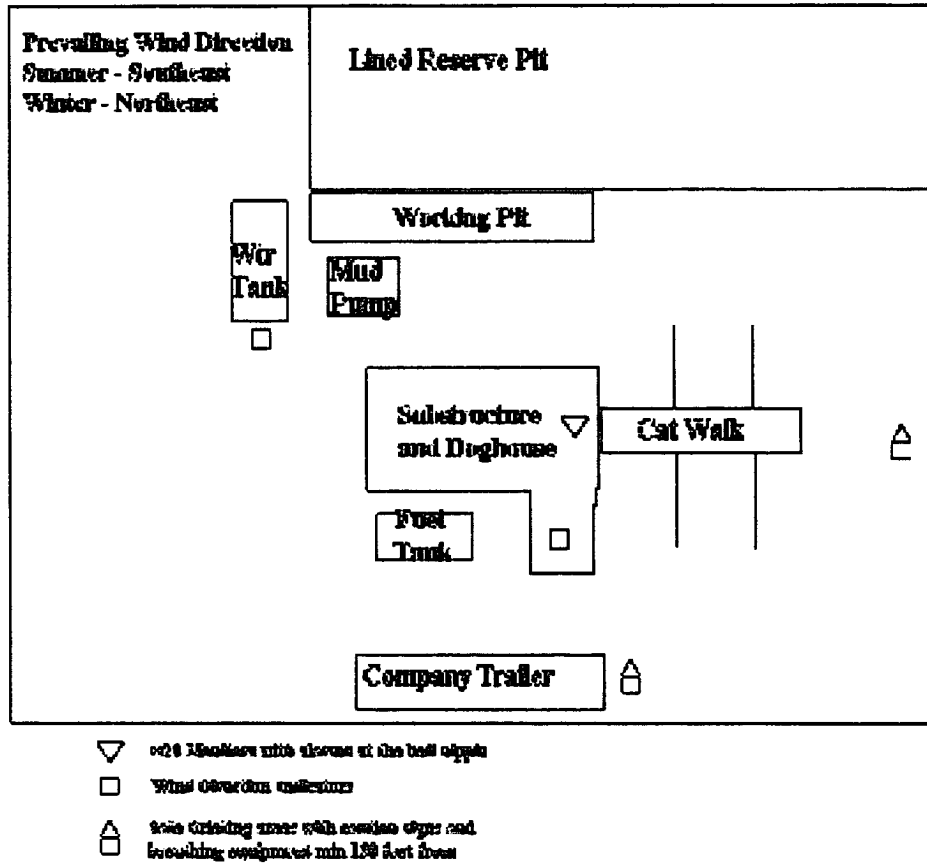 Prevailing Wind Direction
Summer - Southeast
Winter - Northeast
Lined Reserve Pit
Working Pit
Wtr
Tank
Mud
Pump
Substructure
and Doghouse
Cat Walk
Fuel
Tank
Company Trailer
H2S Monitors with alarms at the bell nipple
Wind direction indicators
Safe briefing areas with caution signs and
breathing equipment min 150 feet from